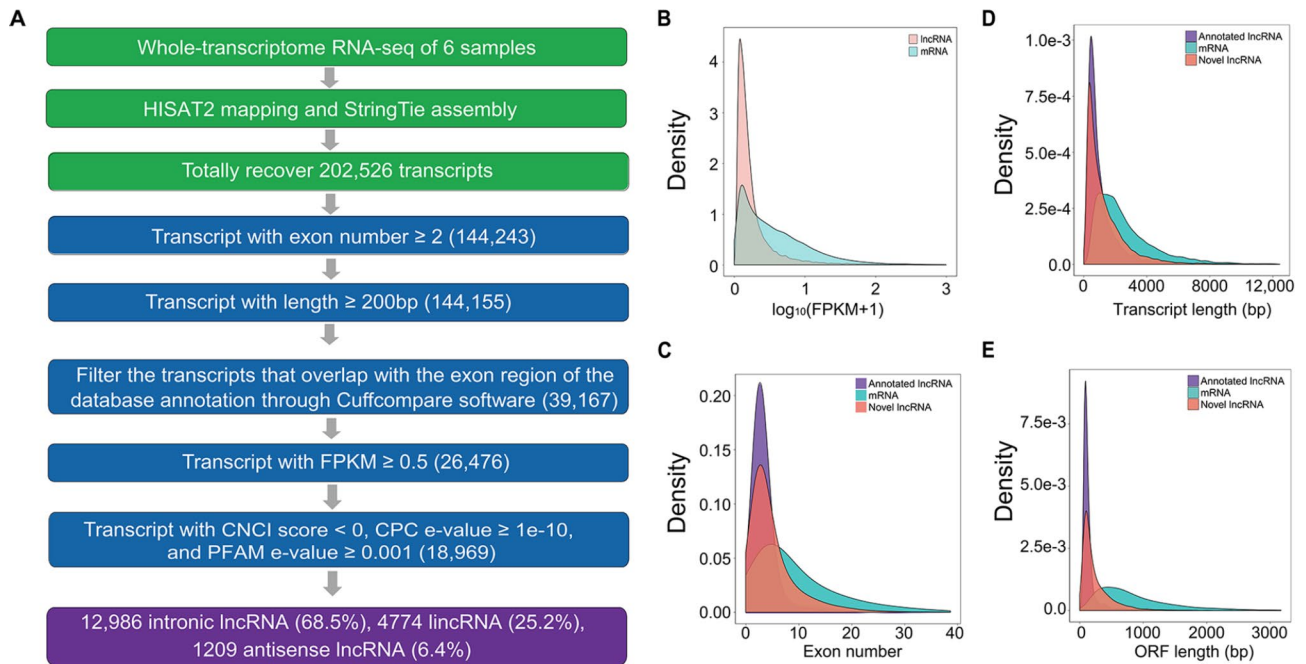 A
Whole-transcriptome RNA-seq of 6 samples
HISAT2 mapping and StringTie assembly
Totally recover 202,526 transcripts
Transcript with exon number ≥ 2 (144,243)
Transcript with length ≥ 200bp (144,155)
Filter the transcripts that overlap with the exon region of the
database annotation through Cuffcompare software (39,167)
Transcript with FPKM ≥ 0.5 (26,476)
Transcript with CNCI score < 0, CPC e-value ≥ 1e-10,
and PFAM e-value ≥ 0.001 (18,969)
12,986 intronic lncRNA (68.5%), 4774 lincRNA (25.2%),
1209 antisense lncRNA (6.4%)
B
lncRNA
mRNA
Density
4
3
2
1
0
0
1
2
3
log₁₀(FPKM+1)
C
Annotated lncRNA
mRNA
Novel lncRNA
Density
0.20
0.15
0.10
0.05
0.00
0
10
20
30
40
Exon number
D
Annotated lncRNA
mRNA
Novel lncRNA
Density
1.0e-3
7.5e-4
5.0e-4
2.5e-4
0.0
0
4000
8000
12,000
Transcript length (bp)
E
Annotated lncRNA
mRNA
Novel lncRNA
Density
7.5e-3
5.0e-3
2.5e-3
0.0
0
1000
2000
3000
ORF length (bp)